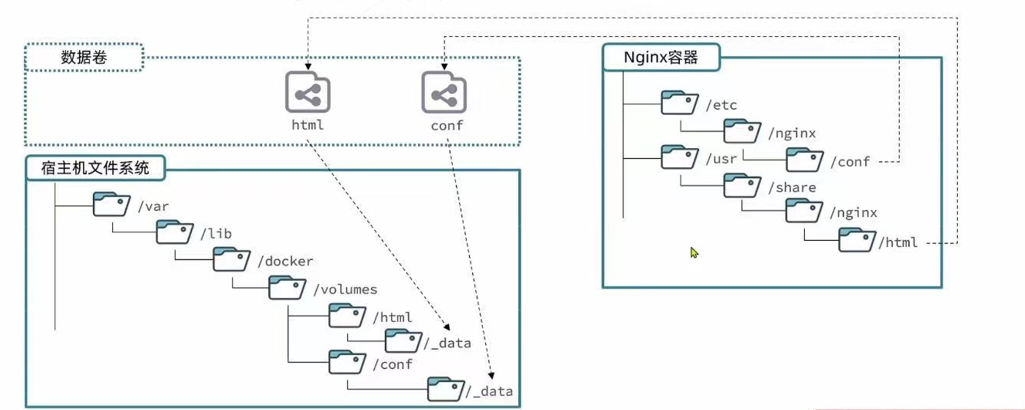 数据卷
html
conf
宿主机文件系统
/var
/lib
/docker
/volumes
/html
/_data
/conf
/_data
Nginx容器
/etc
/nginx
/conf
/usr
/share
/nginx
/html